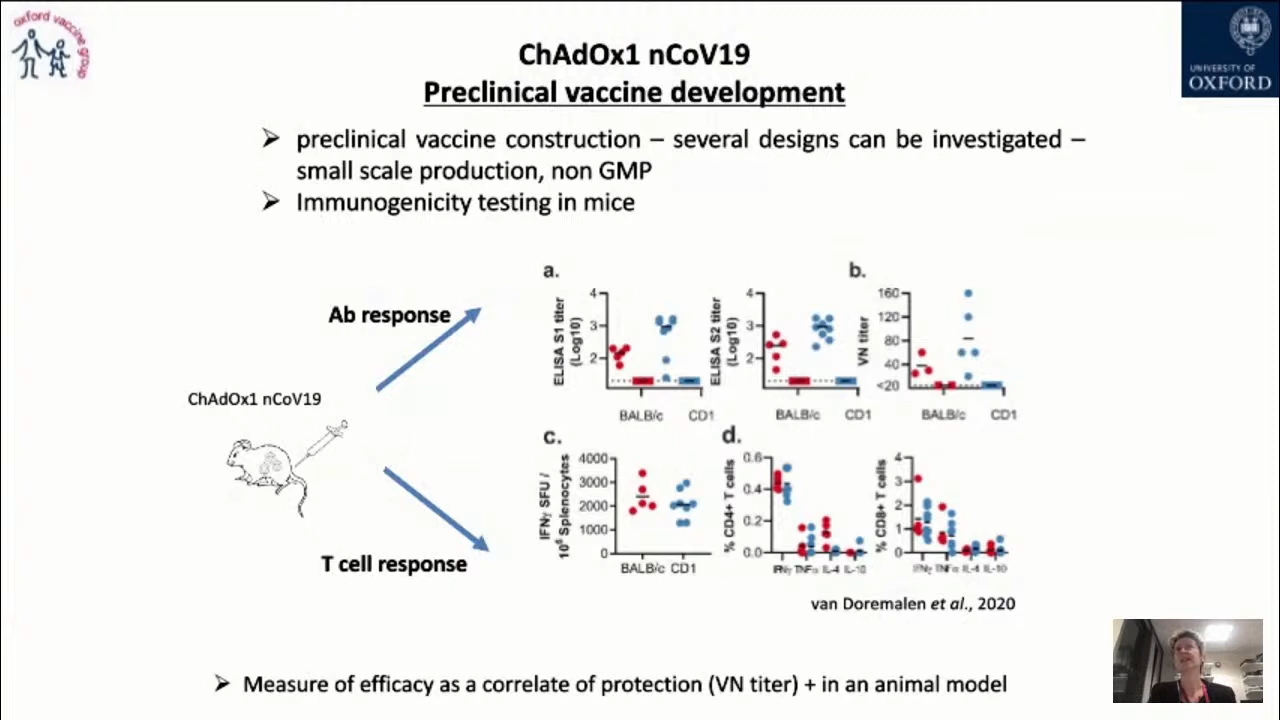 oxford vaccine group
UNIVERSITY OF
OXFORD
ChAdOx1 nCoV19
Preclinical vaccine development
➢ preclinical vaccine construction – several designs can be investigated –
small scale production, non GMP
➢ Immunogenicity testing in mice
Ab response
ChAdOx1 nCoV19
T cell response
a.
ELISA S1 titer
(Log10)
4
3
2
BALB/c CD1
ELISA S2 titer
(Log10)
4
3
2
BALB/c CD1
b.
VN titer
160
120
80
40
<20
BALB/c CD1
c.
IFNγ SFU /
10⁶ Splenocytes
4000
3000
2000
1000
0
BALB/c CD1
d.
% CD4+ T cells
0.6
0.4
0.2
0.0
IFNγ TNFα IL-4 IL-10
% CD8+ T cells
4
3
2
1
0
IFNγ TNFα IL-4 IL-10
van Doremalen et al., 2020
➢ Measure of efficacy as a correlate of protection (VN titer) + in an animal model